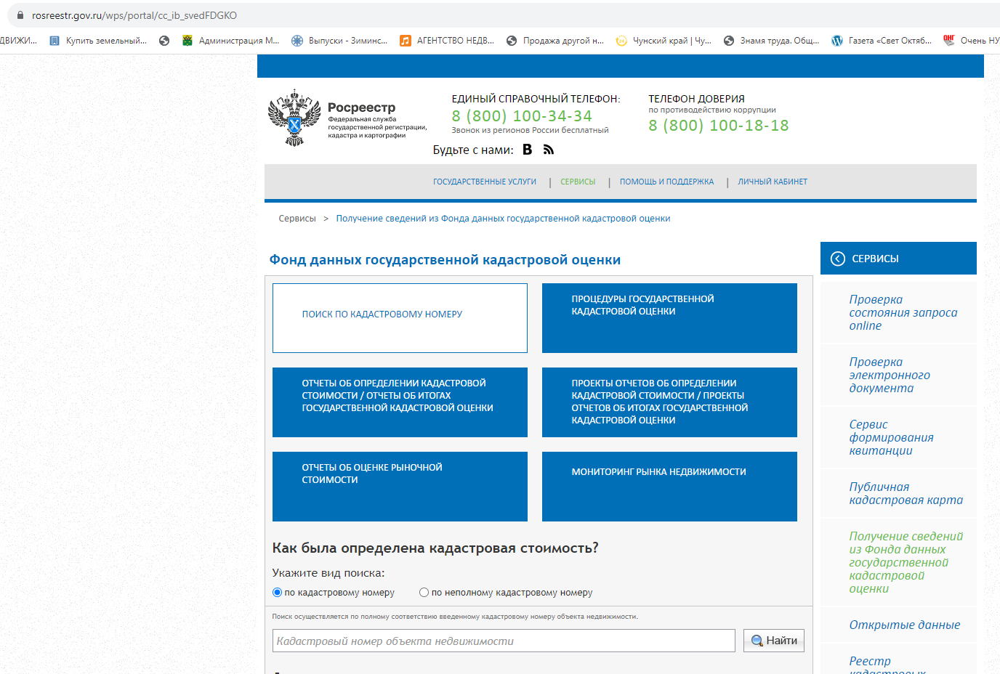 rosreestr.gov.ru/wps/portal/cc_ib_svedFDGKO
ДВИЖИ... Купить земельный... Администрация М... Выпуски - Зиминс... АГЕНТСТВО НЕДВ... Продажа другой н... Чунский край | Чу... Знамя труда. Общ... Газета «Свет Октяб... Очень НУ
Росреестр
Федеральная служба
государственной регистрации,
кадастра и картографии
ЕДИНЫЙ СПРАВОЧНЫЙ ТЕЛЕФОН:
8 (800) 100-34-34
Звонок из регионов России бесплатный
ТЕЛЕФОН ДОВЕРИЯ
по противодействию коррупции
8 (800) 100-18-18
Будьте с нами: В
ГОСУДАРСТВЕННЫЕ УСЛУГИ | СЕРВИСЫ | ПОМОЩЬ И ПОДДЕРЖКА | ЛИЧНЫЙ КАБИНЕТ
Сервисы > Получение сведений из Фонда данных государственной кадастровой оценки
Фонд данных государственной кадастровой оценки
ПОИСК ПО КАДАСТРОВОМУ НОМЕРУ
ПРОЦЕДУРЫ ГОСУДАРСТВЕННОЙ
КАДАСТРОВОЙ ОЦЕНКИ
ОТЧЕТЫ ОБ ОПРЕДЕЛЕНИИ КАДАСТРОВОЙ
СТОИМОСТИ / ОТЧЕТЫ ОБ ИТОГАХ
ГОСУДАРСТВЕННОЙ КАДАСТРОВОЙ ОЦЕНКИ
ПРОЕКТЫ ОТЧЕТОВ ОБ ОПРЕДЕЛЕНИИ
КАДАСТРОВОЙ СТОИМОСТИ / ПРОЕКТЫ
ОТЧЕТОВ ОБ ИТОГАХ ГОСУДАРСТВЕННОЙ
КАДАСТРОВОЙ ОЦЕНКИ
ОТЧЕТЫ ОБ ОЦЕНКЕ РЫНОЧНОЙ
СТОИМОСТИ
МОНИТОРИНГ РЫНКА НЕДВИЖИМОСТИ
Как была определена кадастровая стоимость?
Укажите вид поиска:
по кадастровому номеру по неполному кадастровому номеру
Поиск осуществляется по полному соответствию введенному кадастровому номеру объекта недвижимости.
Кадастровый номер объекта недвижимости Найти
СЕРВИСЫ
Проверка
состояния запроса
online
Проверка
электронного
документа
Сервис
формирования
квитанции
Публичная
кадастровая карта
Получение сведений
из Фонда данных
государственной
кадастровой
оценки
Открытые данные
Реестр
кадастровых